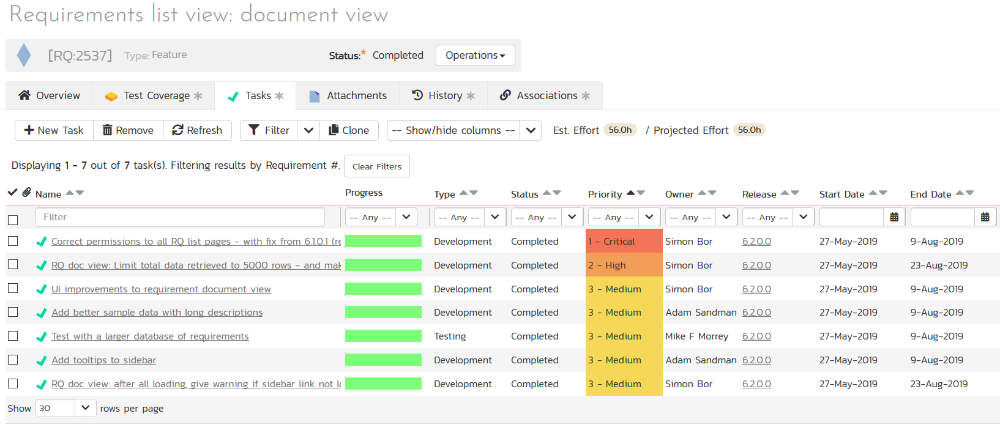 Requirements list view: document view
[RQ:2537] Type: Feature Status: Completed Operations
Overview Test Coverage Tasks Attachments History Associations
New Task Remove Refresh Filter Clone -- Show/hide columns -- Est. Effort 56.0h / Projected Effort 56.0h
Displaying 1 - 7 out of 7 task(s). Filtering results by Requirement #. Clear Filters
Name Progress Type Status Priority Owner Release Start Date End Date
Filter -- Any -- -- Any -- -- Any -- -- Any -- -- Any -- -- Any --
Correct permissions to all RQ list pages - with fix from 6.1.0.1 (re Development Completed 1 - Critical Simon Bor 6.2.0.0 27-May-2019 9-Aug-2019
RQ doc view: Limit total data retrieved to 5000 rows - and mak Development Completed 2 - High Simon Bor 6.2.0.0 27-May-2019 23-Aug-2019
UI improvements to requirement document view Development Completed 3 - Medium Simon Bor 6.2.0.0 27-May-2019 9-Aug-2019
Add better sample data with long descriptions Development Completed 3 - Medium Adam Sandman 6.2.0.0 27-May-2019 9-Aug-2019
Test with a larger database of requirements Testing Completed 3 - Medium Mike F Morrey 6.2.0.0 27-May-2019 9-Aug-2019
Add tooltips to sidebar Development Completed 3 - Medium Adam Sandman 6.2.0.0 27-May-2019 9-Aug-2019
RQ doc view: after all loading, give warning if sidebar link not Development Completed 3 - Medium Simon Bor 6.2.0.0 27-May-2019 23-Aug-2019
Show 30 rows per page